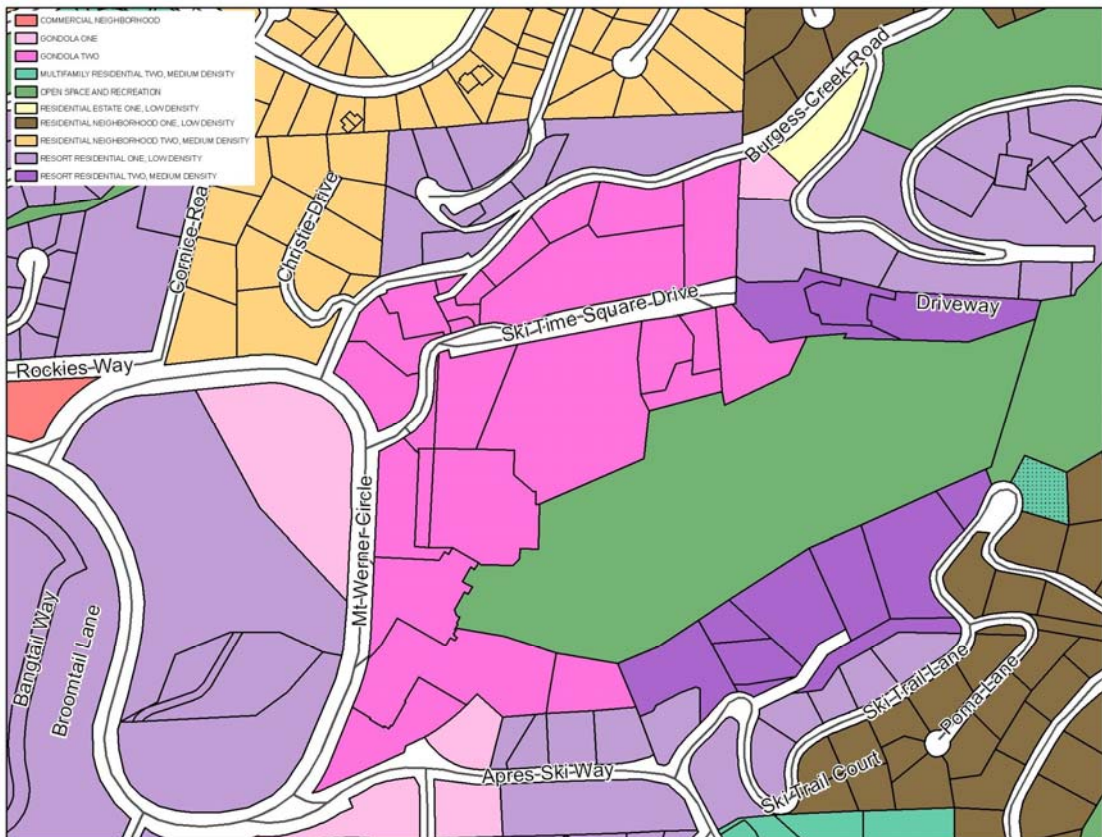 COMMERCIAL NEIGHBORHOOD
GONDOLA ONE
GONDOLA TWO
MULTIFAMILY RESIDENTIAL TWO, MEDIUM DENSITY
OPEN SPACE AND RECREATION
RESIDENTIAL ESTATE ONE, LOW DENSITY
RESIDENTIAL NEIGHBORHOOD ONE, LOW DENSITY
RESIDENTIAL NEIGHBORHOOD TWO, MEDIUM DENSITY
RESORT RESIDENTIAL ONE, LOW DENSITY
RESORT RESIDENTIAL TWO, MEDIUM DENSITY
Burgess-Creek-Road
Cornice-Road
Christie-Drive
Ski-Time-Square-Drive
Driveway
Rockies-Way
Mt-Werner-Circle
Bangtail Way
Broomtail Lane
Ski-Trail-Lane
Poma-Lane
Apres-Ski-Way
Ski-Trail-Court